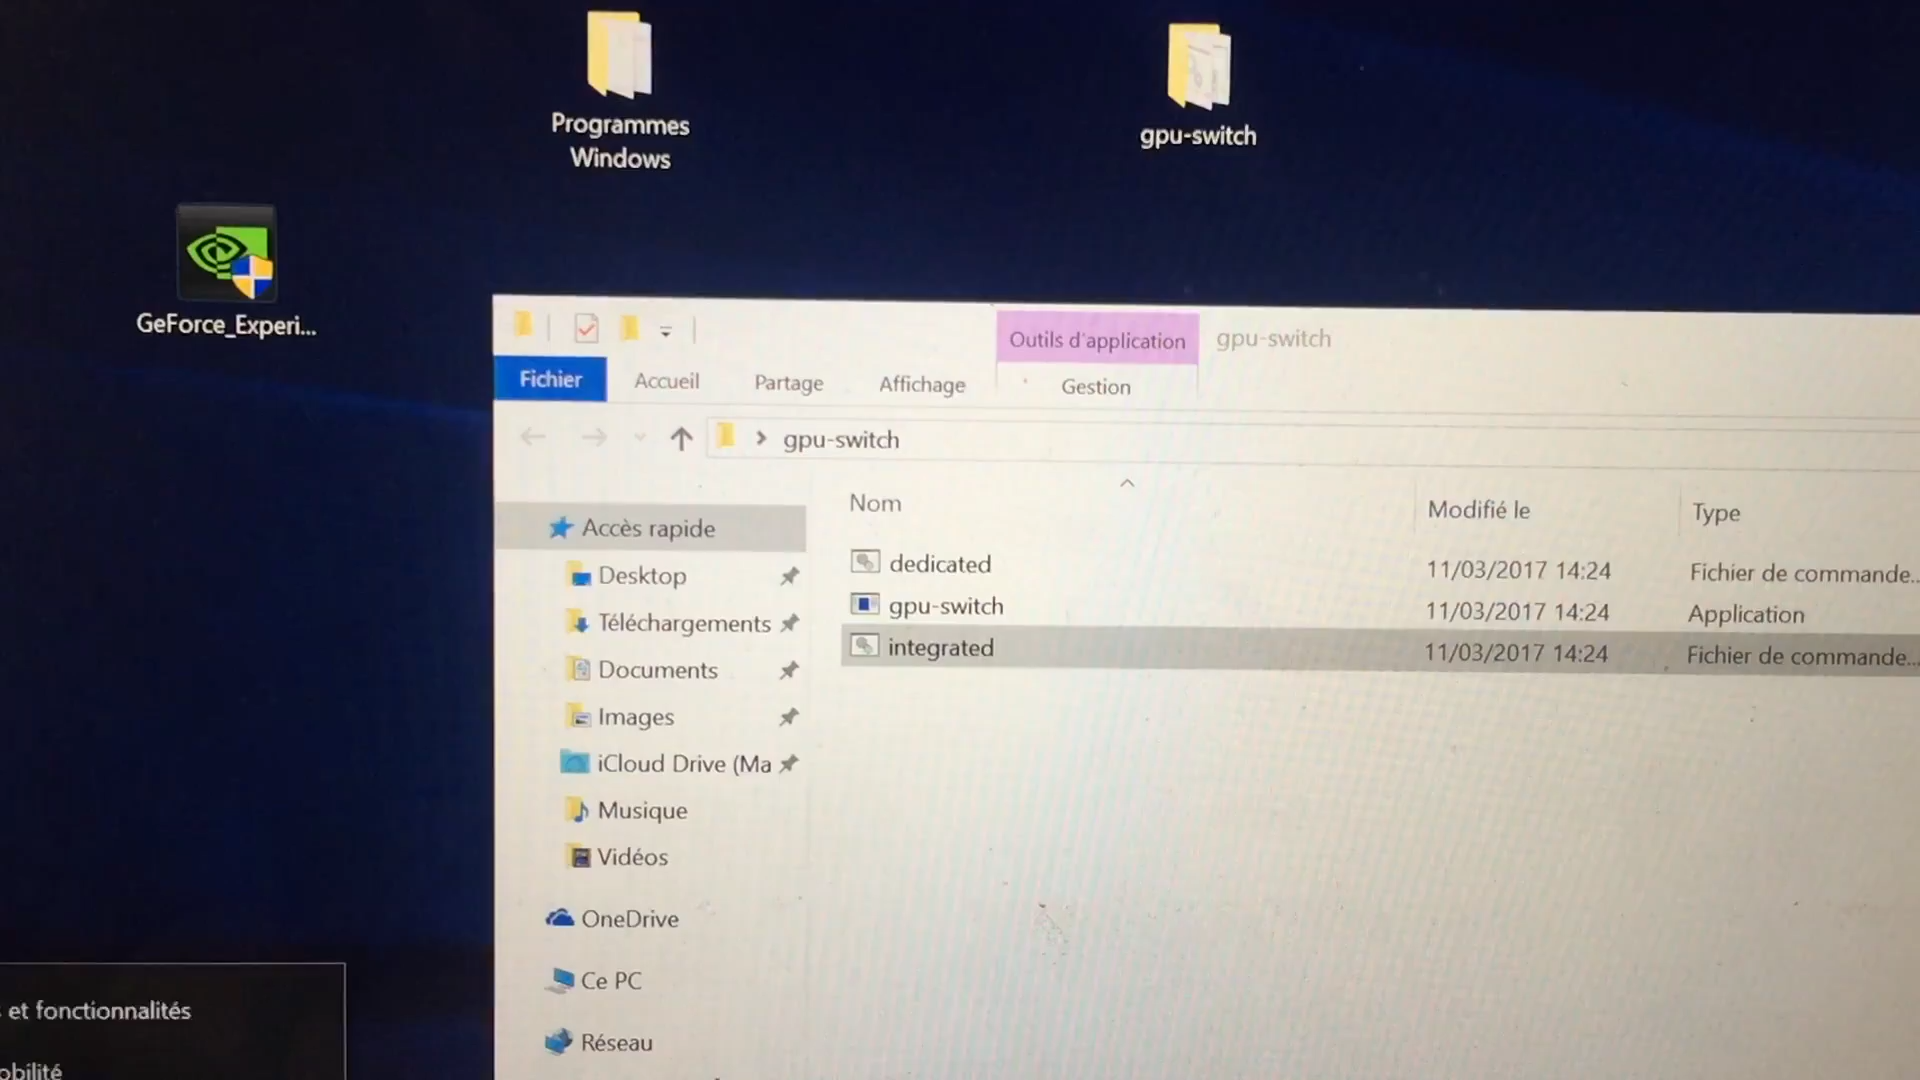 Programmes
Windows
gpu-switch
GeForce_Experi...
Outils d'application
gpu-switch
Fichier
Accueil
Partage
Affichage
Gestion
gpu-switch
Nom
Modifié le
Type
Accès rapide
Desktop
Téléchargements
Documents
Images
iCloud Drive (Ma
Musique
Vidéos
OneDrive
Ce PC
Réseau
dedicated 11/03/2017 14:24 Fichier de commande...
gpu-switch 11/03/2017 14:24 Application
integrated 11/03/2017 14:24 Fichier de commande...
et fonctionnalités
obilité